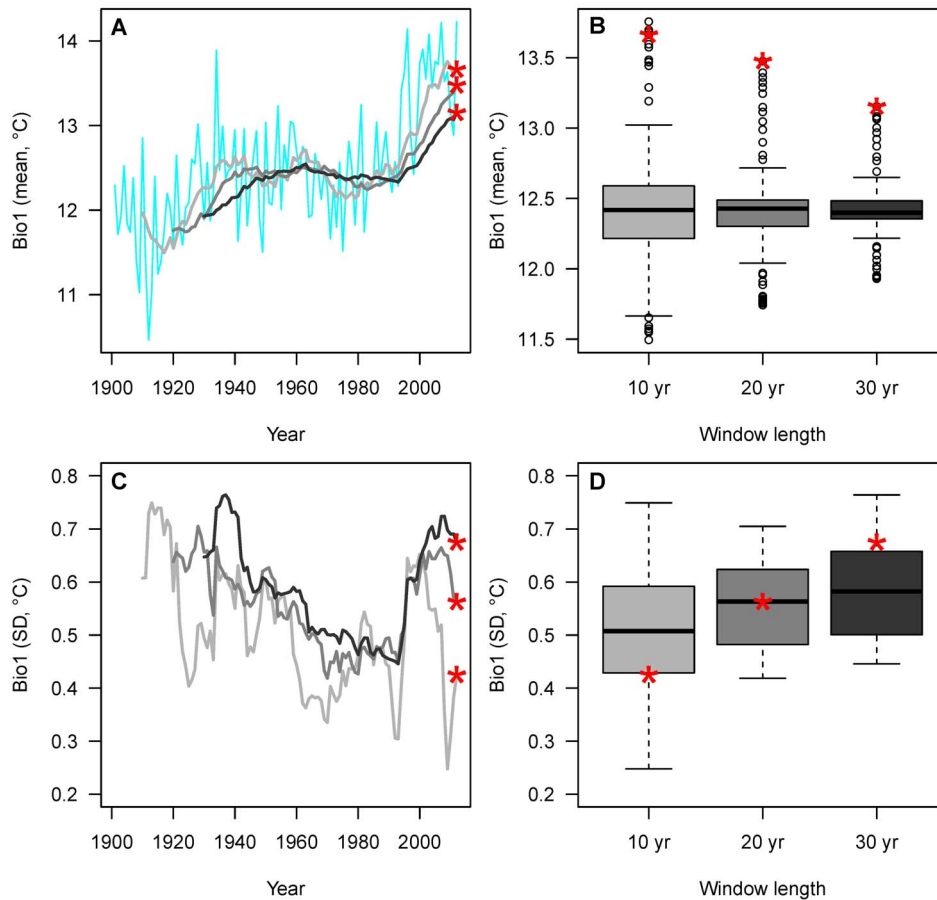 A
Bio1 (mean, °C)
14
13
12
11
1900 1920 1940 1960 1980 2000
Year
B
Bio1 (mean, °C)
13.5
13.0
12.5
12.0
11.5
10 yr 20 yr 30 yr
Window length
C
Bio1 (SD, °C)
0.8
0.7
0.6
0.5
0.4
0.3
0.2
1900 1920 1940 1960 1980 2000
Year
D
Bio1 (SD, °C)
0.8
0.7
0.6
0.5
0.4
0.3
0.2
10 yr 20 yr 30 yr
Window length